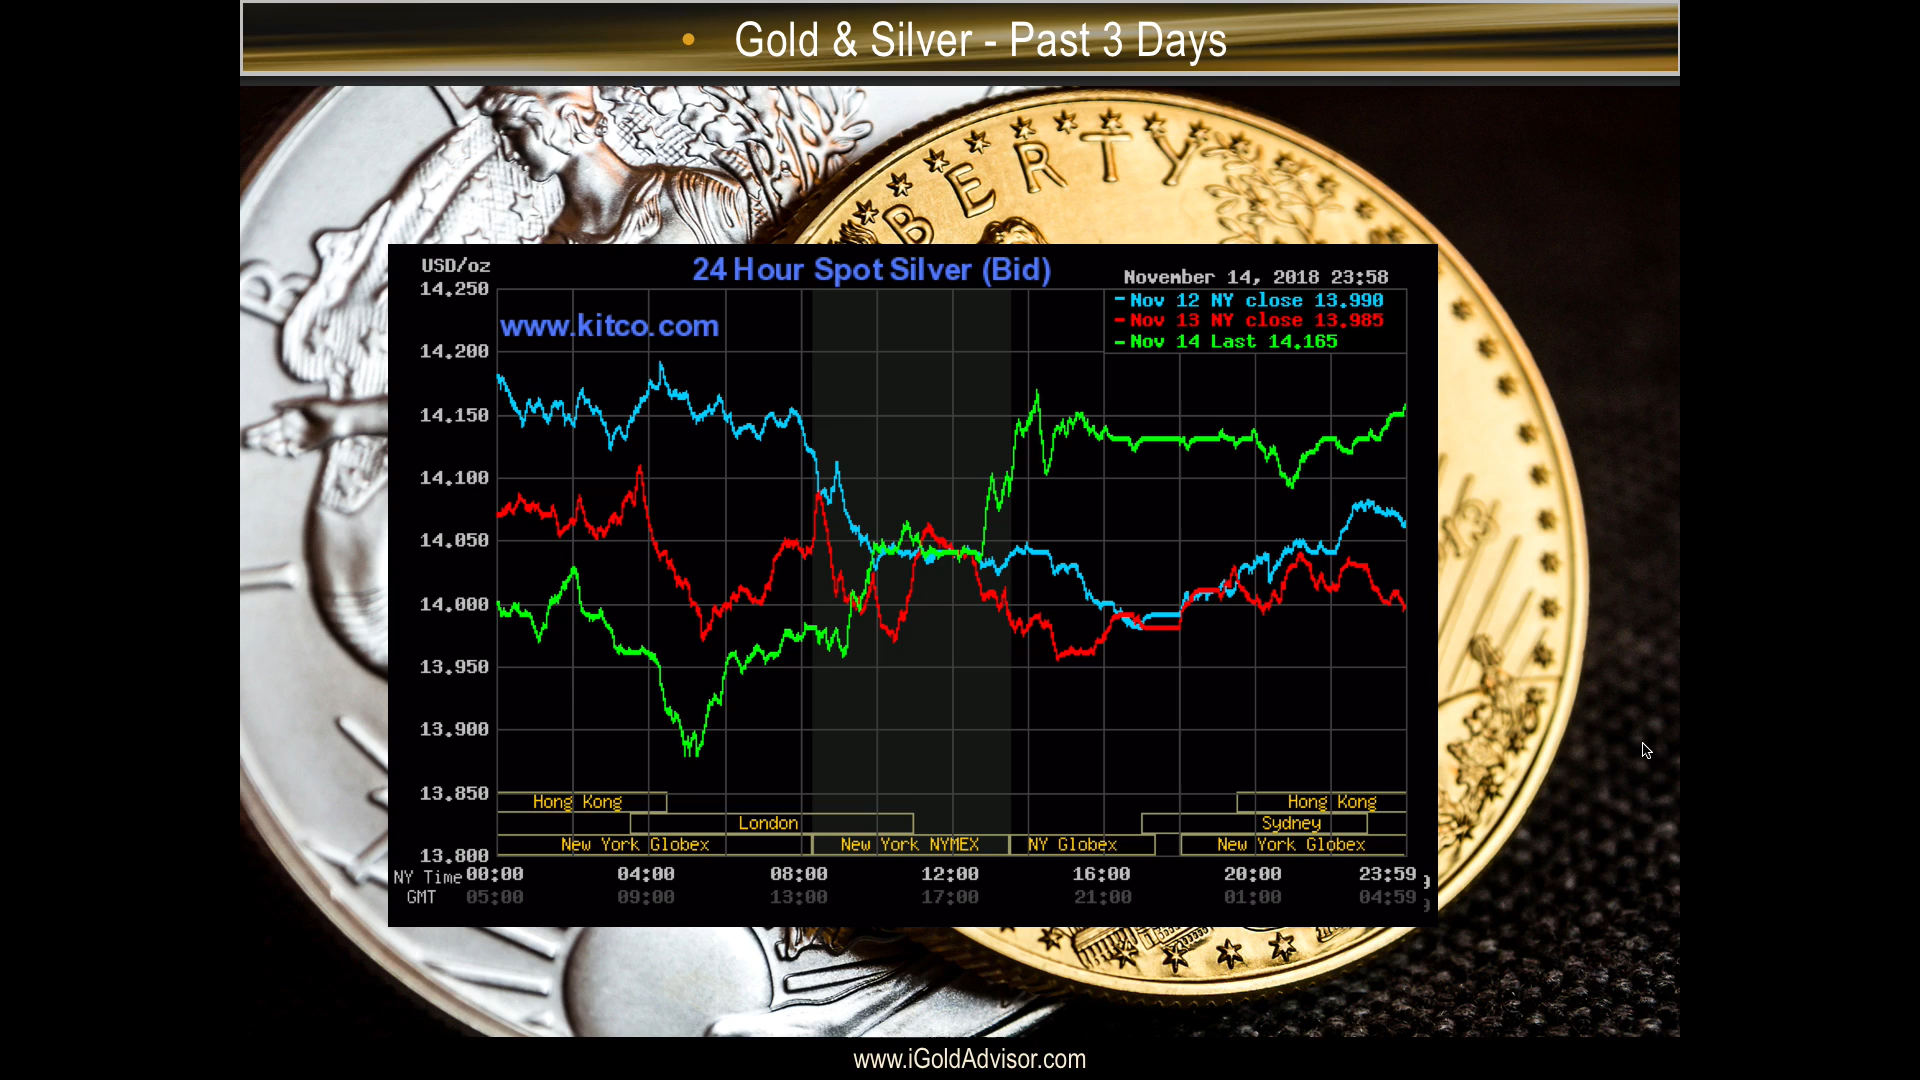 • Gold & Silver - Past 3 Days
BERTY
B
USD/oz
24 Hour Spot Silver (Bid)
November 14, 2018 23:58
www.kitco.com
Nov 12 NY close 13.990
Nov 13 NY close 13.985
Nov 14 Last 14.165
14.250
14.200
14.150
14.100
14.050
14.000
13.950
13.900
13.850
13.800
Hong Kong
Hong Kong
London
Sydney
New York Globex
New York NYMEX
NY Globex
New York Globex
NY Time 00:00 04:00 08:00 12:00 16:00 20:00 23:59
GMT 05:00 09:00 13:00 17:00 21:00 01:00 04:59
www.iGoldAdvisor.com